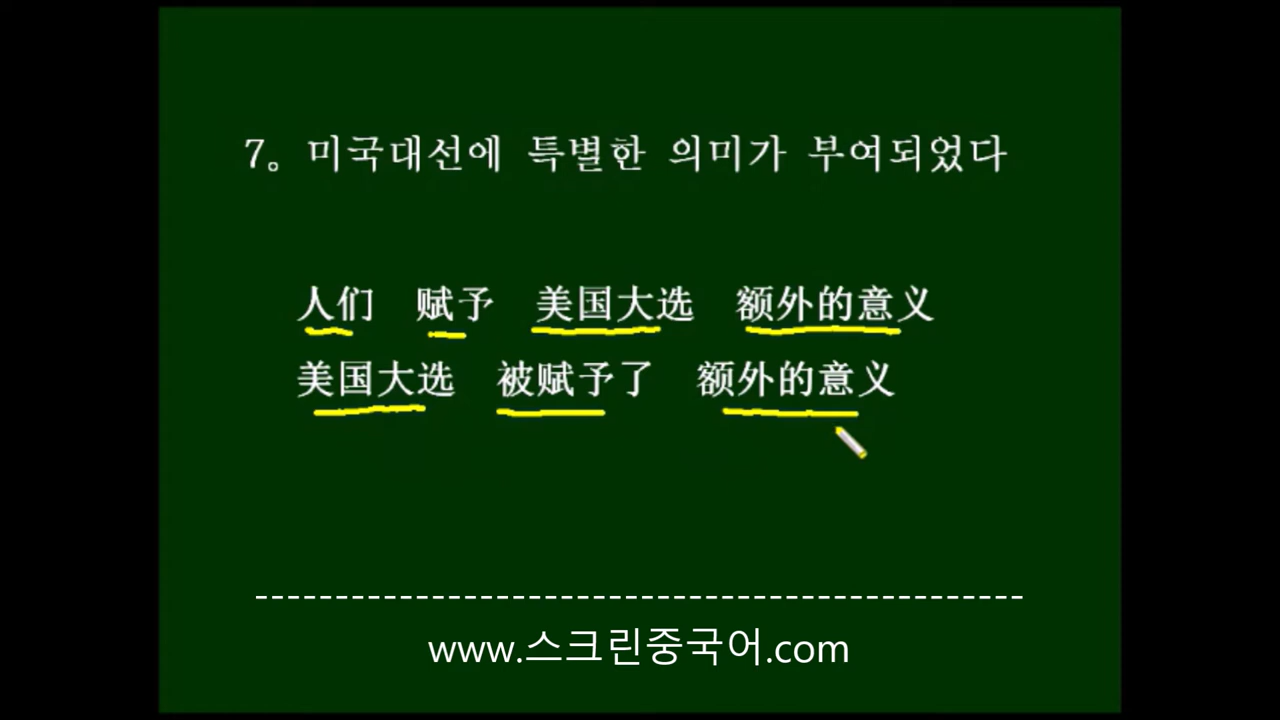 7。 미국대선에 특별한 의미가 부여되었다
人们 赋予 美国大选 额外的意义
美国大选 被赋予了 额外的意义
------------------------------------------------
www.스크린중국어.com